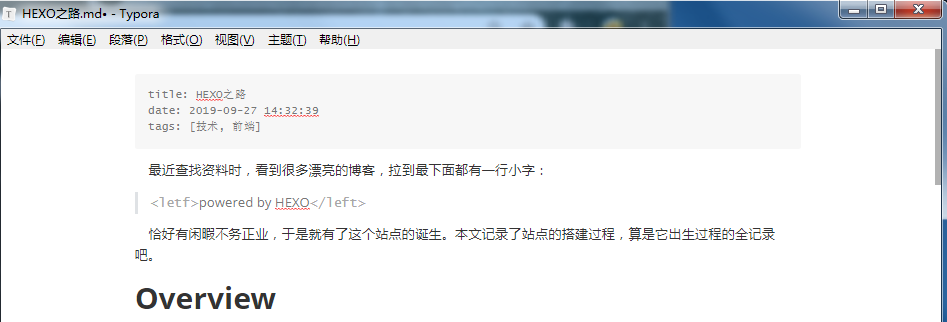 HEXO之路.md• - Typora
文件(F) 编辑(E) 段落(P) 格式(O) 视图(V) 主题(T) 帮助(H)
title: HEXO之路
date: 2019-09-27 14:32:39
tags: [技术, 前端]
最近查找资料时，看到很多漂亮的博客，拉到最下面都有一行小字：
<letf>powered by HEXO</left>
恰好有闲暇不务正业，于是就有了这个站点的诞生。本文记录了站点的搭建过程，算是它出生过程的全记录
吧。
Overview